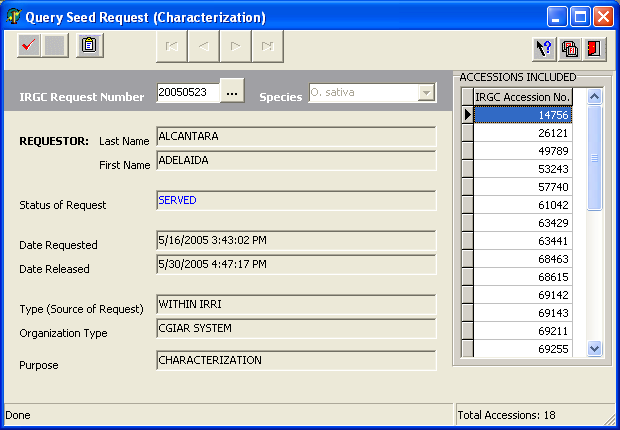 Query Seed Request (Characterization)
IRGC Request Number 20050523 ... Species O. sativa
REQUESTOR: Last Name ALCANTARA
First Name ADELAIDA
Status of Request SERVED
Date Requested 5/16/2005 3:43:02 PM
Date Released 5/30/2005 4:47:17 PM
Type (Source of Request) WITHIN IRRI
Organization Type CGIAR SYSTEM
Purpose CHARACTERIZATION
ACCESSIONS INCLUDED
IRGC Accession No.
14756
26121
49789
53243
57740
61042
63429
63441
68463
68615
69142
69143
69211
69255
Done
Total Accessions: 18